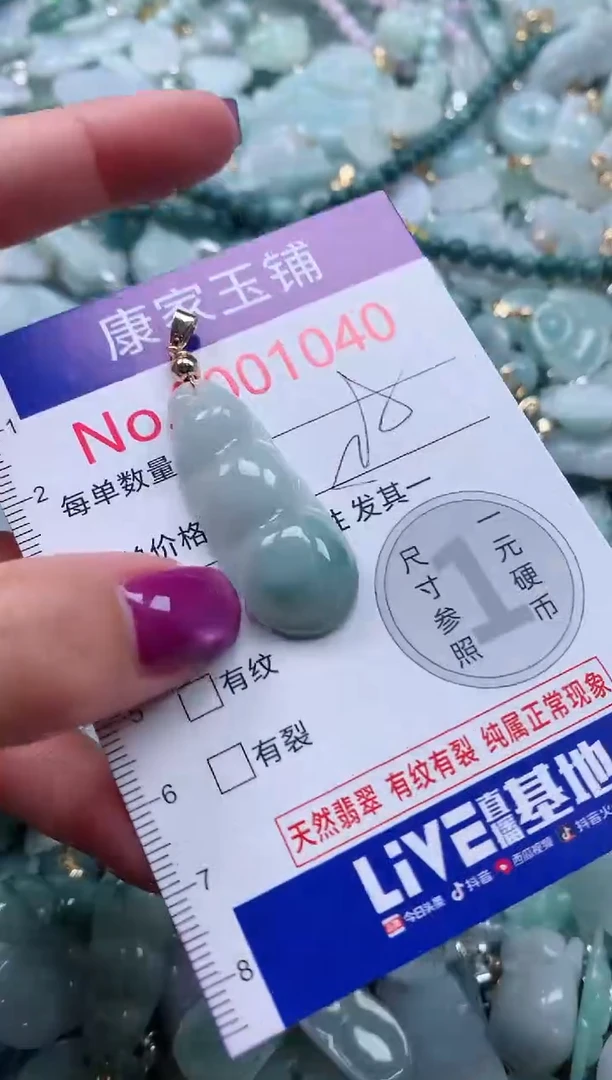 康家玉铺
No.
001040
每单数量
价格
发其一
尺寸参照
1
一元硬币
有纹
有裂
天然翡翠 有纹有裂 纯属正常现象
LiVE直播基地
今日头条 抖音 西瓜视频 抖音火
1
2
5
6
7
8